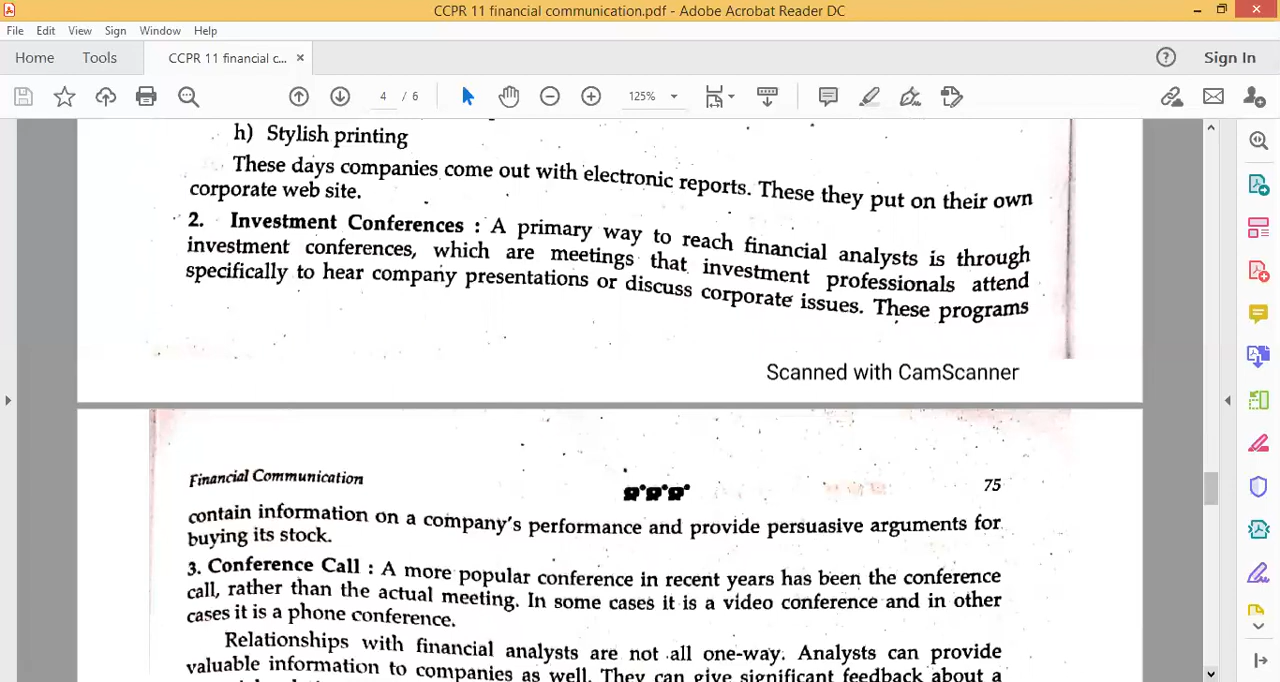 CCPR 11 financial communication.pdf - Adobe Acrobat Reader DC
File Edit View Sign Window Help
Home Tools CCPR 11 financial c... × Sign In
4 / 6 125%
h) Stylish printing
These days companies come out with electronic reports. These they put on their own
corporate web site.
2. Investment Conferences : A primary way to reach financial analysts is through
investment conferences, which are meetings that investment professionals attend
specifically to hear company presentations or discuss corporate issues. These programs
Scanned with CamScanner
Financial Communication 75
contain information on a company's performance and provide persuasive arguments for
buying its stock.
3. Conference Call : A more popular conference in recent years has been the conference
call, rather than the actual meeting. In some cases it is a video conference and in other
cases it is a phone conference.
Relationships with financial analysts are not all one-way. Analysts can provide
valuable information to companies as well. They can give significant feedback about a